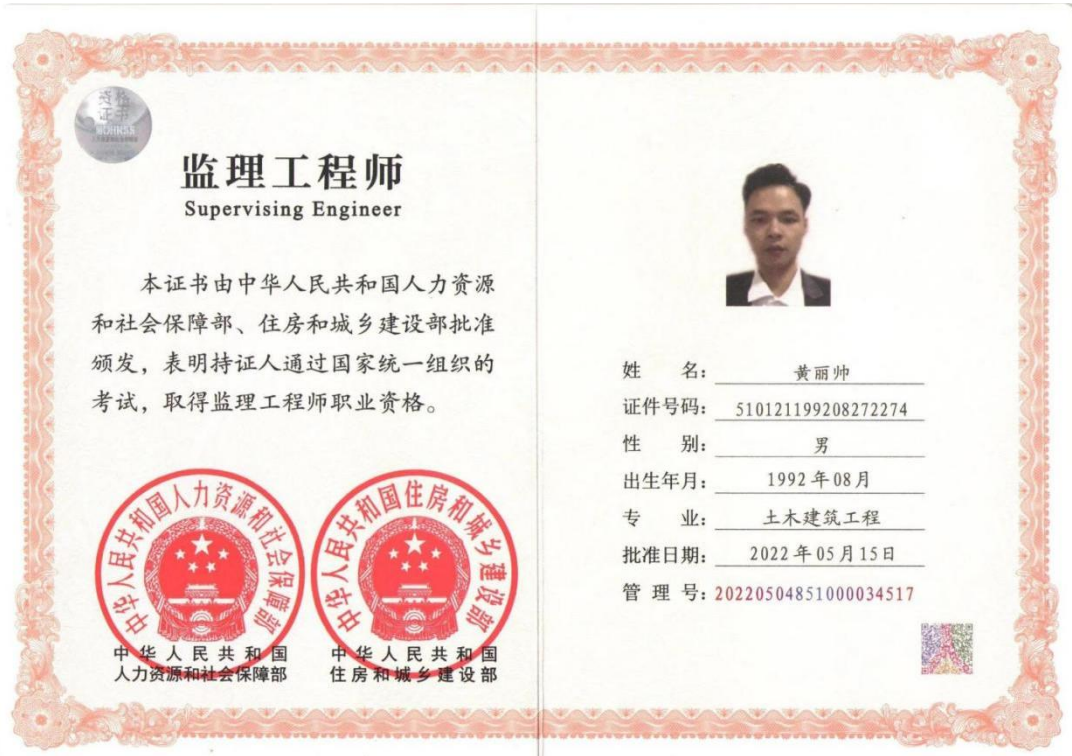 资格
证书
MOHRSS
监理工程师
Supervising Engineer
本证书由中华人民共和国人力资源
和社会保障部、住房和城乡建设部批准
颁发，表明持证人通过国家统一组织的
考试，取得监理工程师职业资格。
中华人民共和国人力资源和社会保障部
中华人民共和国住房和城乡建设部
中华人民共和国
人力资源和社会保障部
中华人民共和国
住房和城乡建设部
姓 名：黄丽帅
证件号码：510121199208272274
性 别：男
出生年月：1992年08月
专 业：土木建筑工程
批准日期：2022年05月15日
管 理 号：20220504851000034517